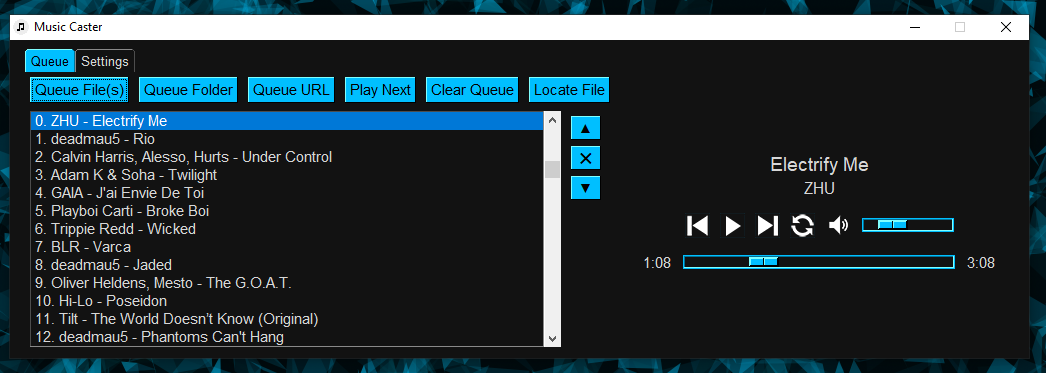 Music Caster
Queue Settings
Queue File(s) Queue Folder Queue URL Play Next Clear Queue Locate File
0. ZHU - Electrify Me
1. deadmau5 - Rio
2. Calvin Harris, Alesso, Hurts - Under Control
3. Adam K & Soha - Twilight
4. GAIA - J'ai Envie De Toi
5. Playboi Carti - Broke Boi
6. Trippie Redd - Wicked
7. BLR - Varca
8. deadmau5 - Jaded
9. Oliver Heldens, Mesto - The G.O.A.T.
10. Hi-Lo - Poseidon
11. Tilt - The World Doesn't Know (Original)
12. deadmau5 - Phantoms Can't Hang
Electrify Me
ZHU
1:08 3:08